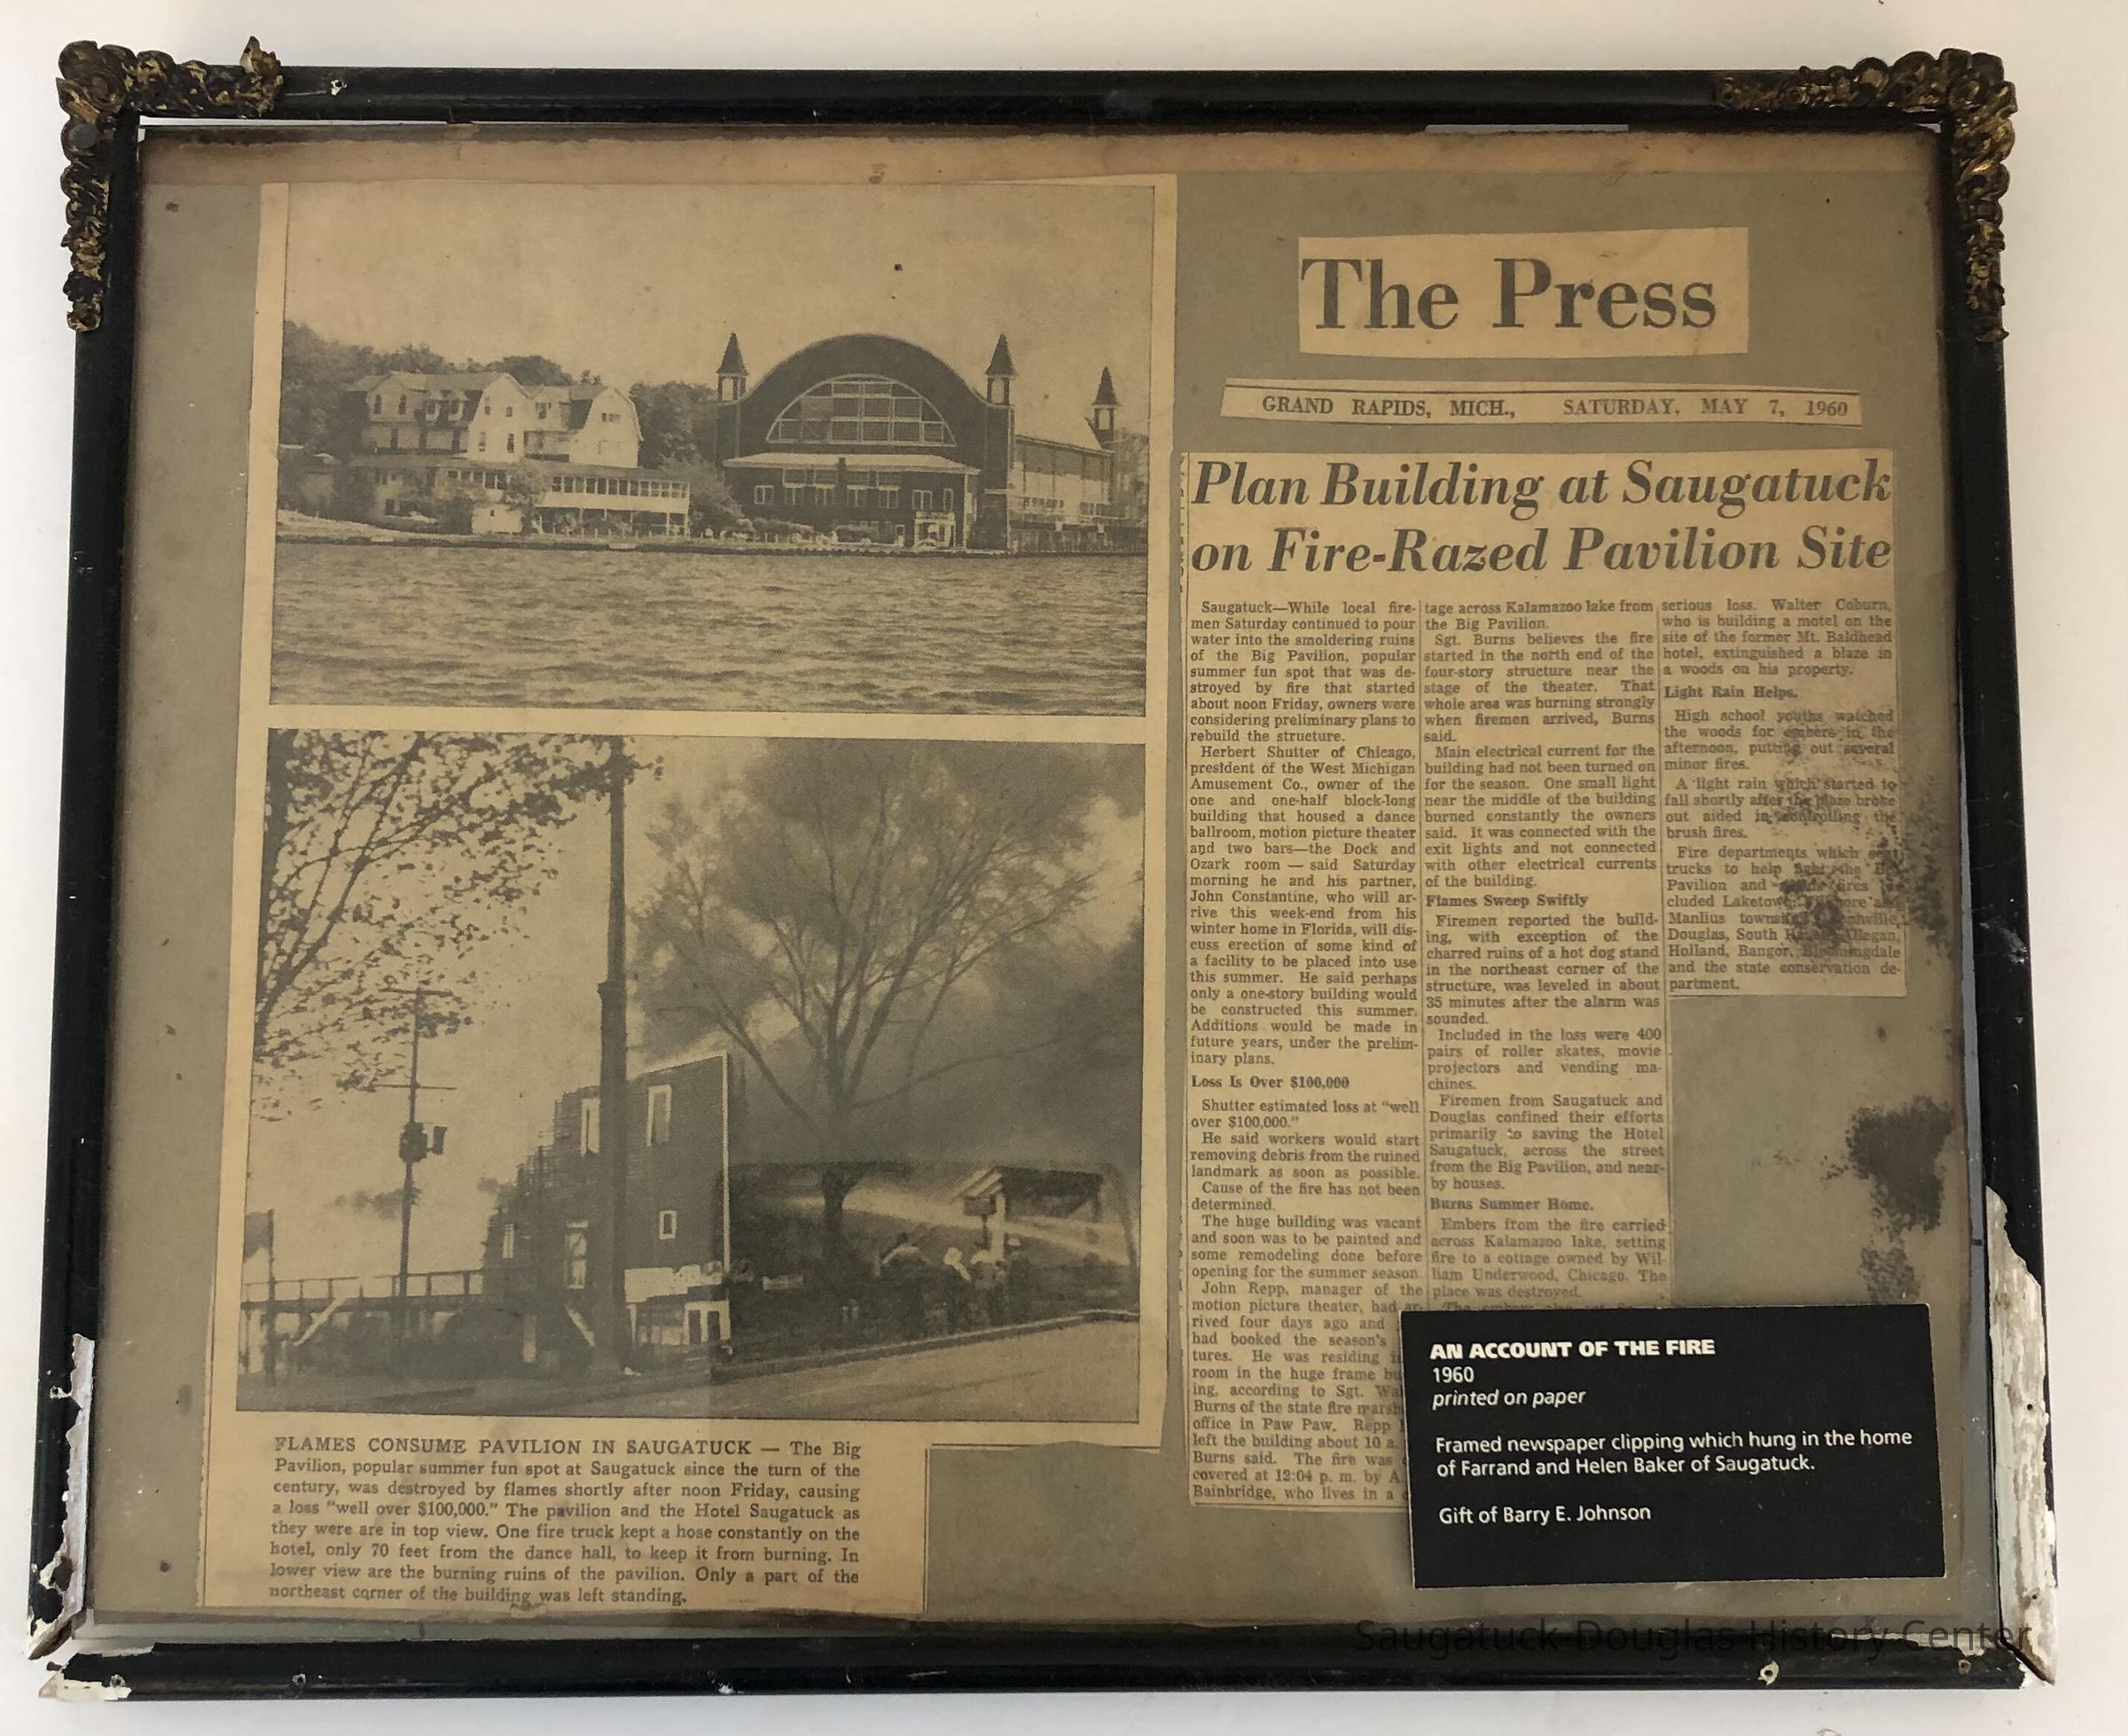 The Press
GRAND RAPIDS, MICH., SATURDAY, MAY 7, 1960
Plan Building at Saugatuck
on Fire-Razed Pavilion Site
Saugatuck—While local fire-
men Saturday continued to pour
water into the smoldering ruins
of the Big Pavilion, popular
summer fun spot that was de-
stroyed by fire that started
about noon Friday, owners were
considering preliminary plans to
rebuild the structure.
Herbert Shutter of Chicago,
president of the West Michigan
Amusement Co., owner of the
one and one-half block-long
building that housed a dance
ballroom, motion picture theater
and two bars—the Dock and
Ozark room — said Saturday
morning he and his partner,
John Constantine, who will ar-
rive this week-end from his
winter home in Florida, will dis-
cuss erection of some kind of
a facility to be placed into use
this summer. He said perhaps
only a one-story building would
be constructed this summer.
Additions would be made in
future years, under the prelim-
inary plans.
Loss Is Over $100,000
Shutter estimated loss at "well
over $100,000."
He said workers would start
removing debris from the ruined
landmark as soon as possible.
Cause of the fire has not been
determined.
The huge building was vacant
and soon was to be painted and
some remodeling done before
opening for the summer season.
John Repp, manager of the
motion picture theater, had ar-
rived four days ago and
had booked the season's
tures. He was residing
room in the huge frame
ing, according to Sgt.
Burns of the state fire
office in Paw Paw. Repp
left the building about 10 a.
Burns said. The fire was
covered at 12:04 p. m. by A.
Bainbridge, who lives in a
tage across Kalamazoo lake from
the Big Pavilion.
Sgt. Burns believes the fire
started in the north end of the
four-story structure near the
stage of the theater. That
whole area was burning strongly
when firemen arrived, Burns
said.
Main electrical current for the
building had not been turned on
for the season. One small light
near the middle of the building
burned constantly the owners
said. It was connected with the
exit lights and not connected
with other electrical currents
of the building.
Flames Sweep Swiftly
Firemen reported the build-
ing, with exception of the
charred ruins of a hot dog stand
in the northeast corner of the
structure, was leveled in about
35 minutes after the alarm was
sounded.
Included in the loss were 400
pairs of roller skates, movie
projectors and vending ma-
chines.
Firemen from Saugatuck and
Douglas confined their efforts
primarily to saving the Hotel
Saugatuck, across the street
from the Big Pavilion, and near-
by houses.
Burns Summer Home.
Embers from the fire carried
across Kalamazoo lake, setting
fire to a cottage owned by Wil-
liam Underwood, Chicago. The
place was destroyed.
serious loss. Walter Coburn,
who is building a motel on the
site of the former Mt. Baldhead
hotel, extinguished a blaze in
a woods on his property.
Light Rain Helps.
High school youths watched
the woods for embers in the
afternoon, putting out several
minor fires.
A light rain which started to
fall shortly after the blaze broke
out aided in controlling the
brush fires.
Fire departments which
trucks to help fight the
Pavilion and fires
cluded
Manlius
Douglas, South Allegan,
Holland, Bangor, Bloomingdale
and the state conservation de-
partment.
FLAMES CONSUME PAVILION IN SAUGATUCK — The Big
Pavilion, popular summer fun spot at Saugatuck since the turn of the
century, was destroyed by flames shortly after noon Friday, causing
a loss "well over $100,000." The pavilion and the Hotel Saugatuck as
they were are in top view. One fire truck kept a hose constantly on the
hotel, only 70 feet from the dance hall, to keep it from burning. In
lower view are the burning ruins of the pavilion. Only a part of the
northeast corner of the building was left standing.
AN ACCOUNT OF THE FIRE
1960
printed on paper
Framed newspaper clipping which hung in the home
of Farrand and Helen Baker of Saugatuck.
Gift of Barry E. Johnson
Saugatuck-Douglas History Center